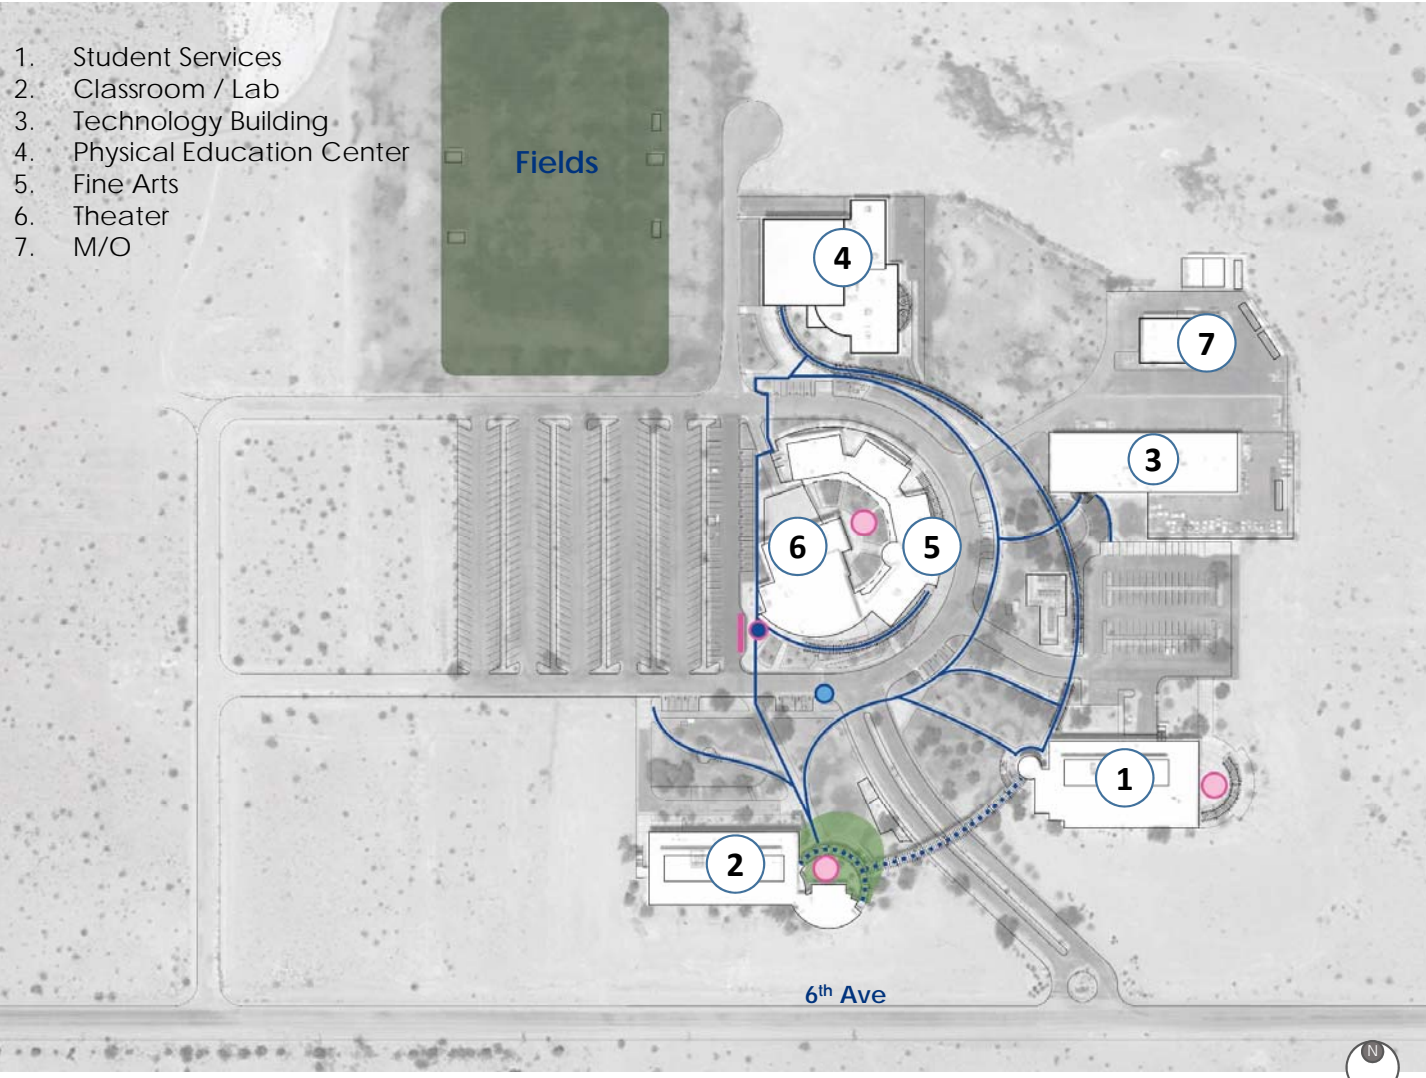 1. Student Services
2. Classroom / Lab
3. Technology Building
4. Physical Education Center
5. Fine Arts
6. Theater
7. M/O
Fields
4
7
3
6
5
1
2
6th Ave
N